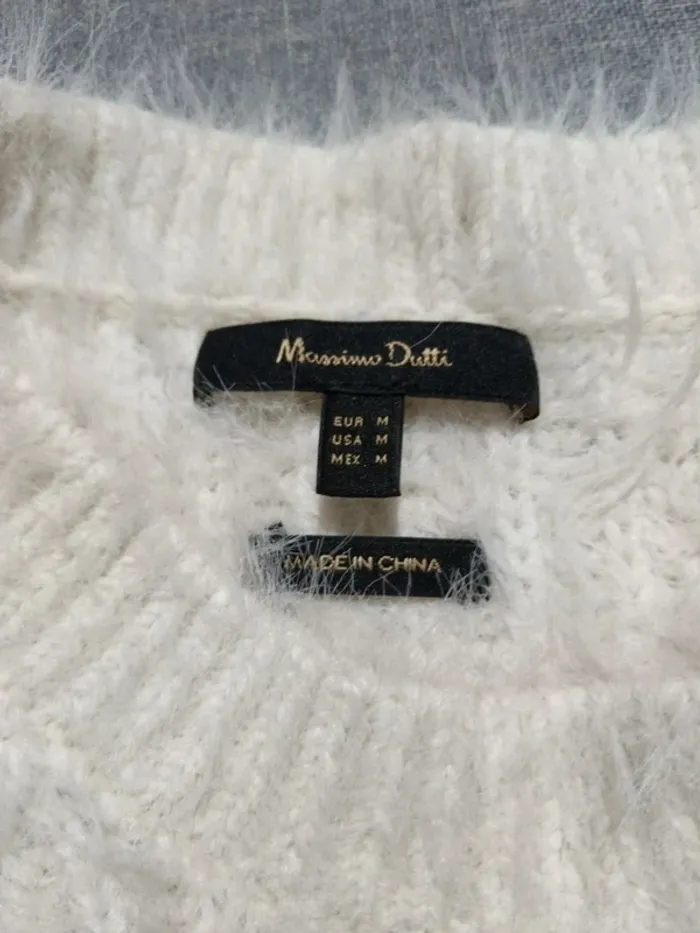 Massimo Dutti
EUR M
USA M
MEX M
MADE IN CHINA